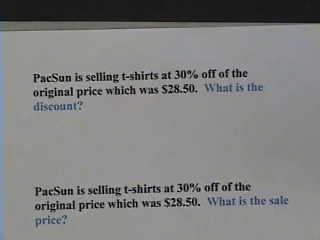 PacSun is selling t-shirts at 30% off of the
original price which was $28.50. What is the
discount?
PacSun is selling t-shirts at 30% off of the
original price which was $28.50. What is the sale
price?